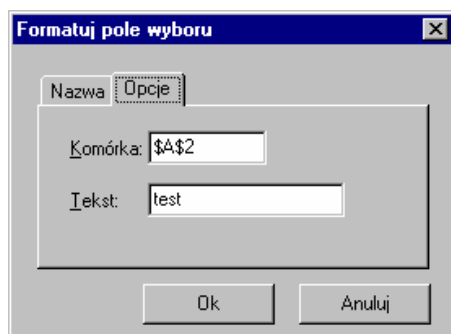 Formatuj pole wyboru
Nazwa Opcje
Komórka: $A$2
Tekst: test
Ok Anuluj